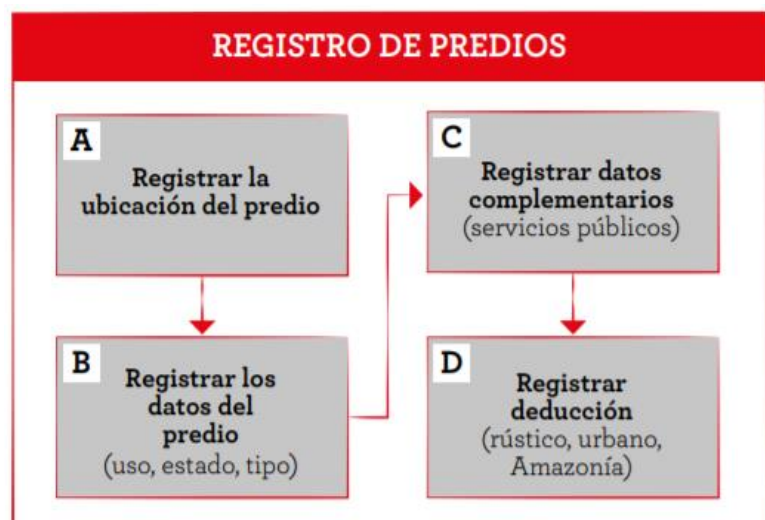 REGISTRO DE PREDIOS
A
Registrar la
ubicación del predio
B
Registrar los
datos del
predio
(uso, estado, tipo)
C
Registrar datos
complementarios
(servicios públicos)
D
Registrar
deducción
(rústico, urbano,
Amazonía)